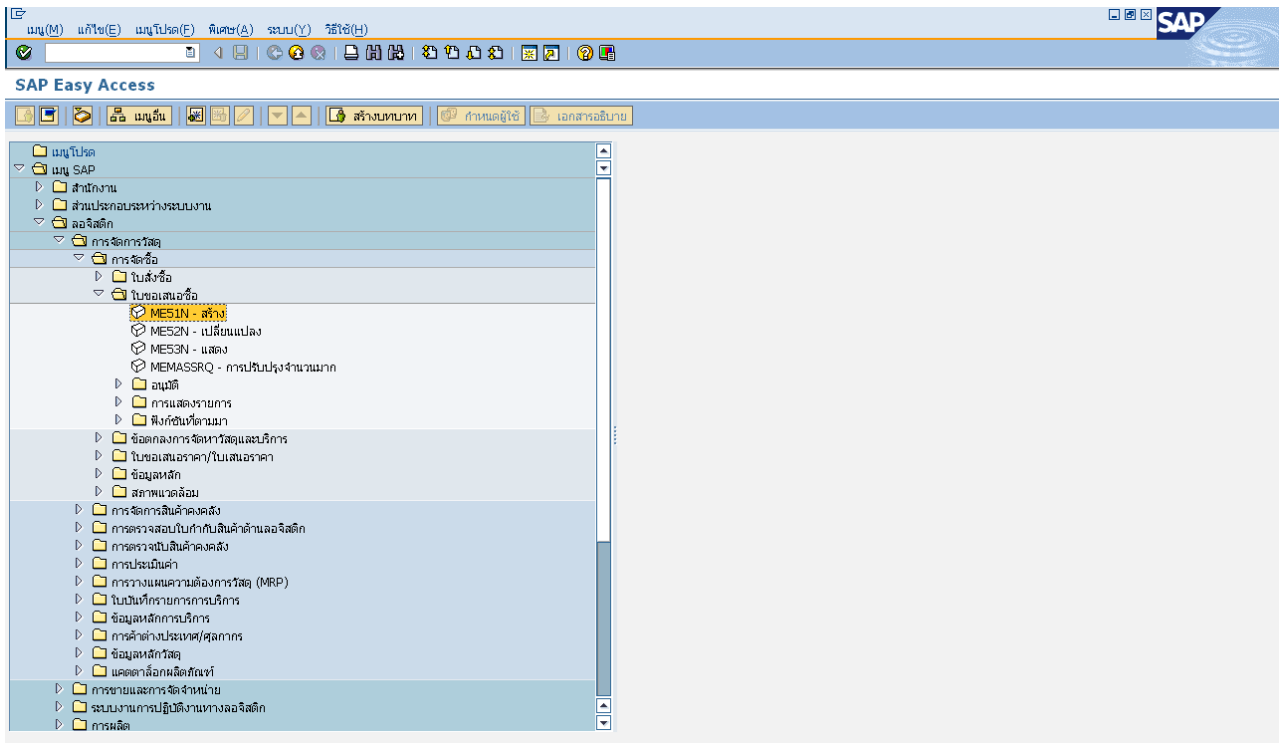 เมนู(M) แก้ไข(E) เมนูโปรด(F) พิเศษ(A) ระบบ(Y) วิธีใช้(H)
SAP
SAP Easy Access
เมนูอื่น สร้างบทบาท กำหนดผู้ใช้ เอกสารอธิบาย
เมนูโปรด
เมนู SAP
สำนักงาน
ส่วนประกอบระหว่างระบบงาน
ลอจิสติก
การจัดการวัสดุ
การจัดซื้อ
ใบสั่งซื้อ
ใบขอเสนอซื้อ
ME51N - สร้าง
ME52N - เปลี่ยนแปลง
ME53N - แสดง
MEMASSRQ - การปรับปรุงจำนวนมาก
อนุมัติ
การแสดงรายการ
ฟังก์ชันที่ตามมา
ข้อตกลงการจัดหาวัสดุและบริการ
ใบขอเสนอราคา/ใบเสนอราคา
ข้อมูลหลัก
สภาพแวดล้อม
การจัดการสินค้าคงคลัง
การตรวจสอบใบกำกับสินค้าด้านลอจิสติก
การตรวจนับสินค้าคงคลัง
การประเมินค่า
การวางแผนความต้องการวัสดุ (MRP)
ใบบันทึกรายการการบริการ
ข้อมูลหลักการบริการ
การค้าต่างประเทศ/ศุลกากร
ข้อมูลหลักวัสดุ
แคตตาล็อกผลิตภัณฑ์
การขายและการจัดจำหน่าย
ระบบงานการปฏิบัติงานทางลอจิสติก
การผลิต